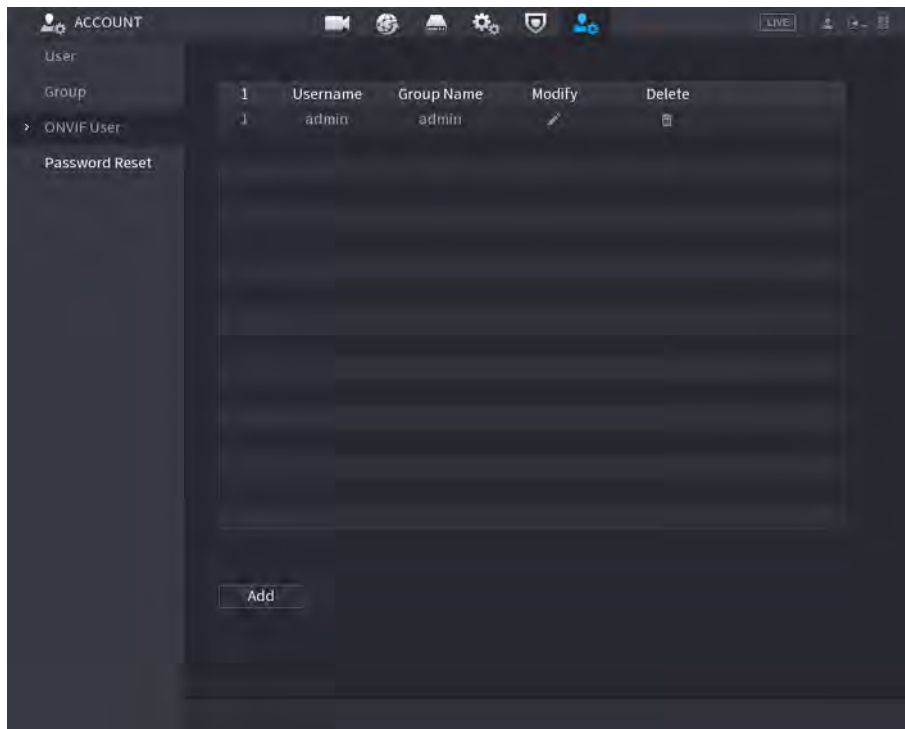 ACCOUNT
LIVE
User
Group
ONVIF User
Password Reset
1 Username Group Name Modify Delete
1 admin admin
Add